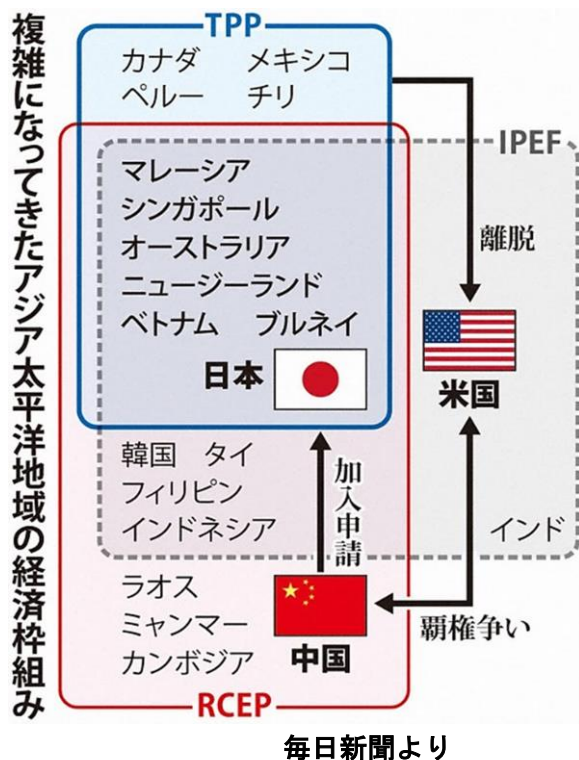 複雑になってきたアジア太平洋地域の経済枠組み
TPP
カナダ メキシコ
ペルー チリ
IPEF
マレーシア
シンガポール
オーストラリア
ニュージーランド
ベトナム ブルネイ
日本
離脱
米国
韓国 タイ
フィリピン
インドネシア
加入申請
インド
ラオス
ミャンマー
カンボジア
中国
覇権争い
RCEP
毎日新聞より